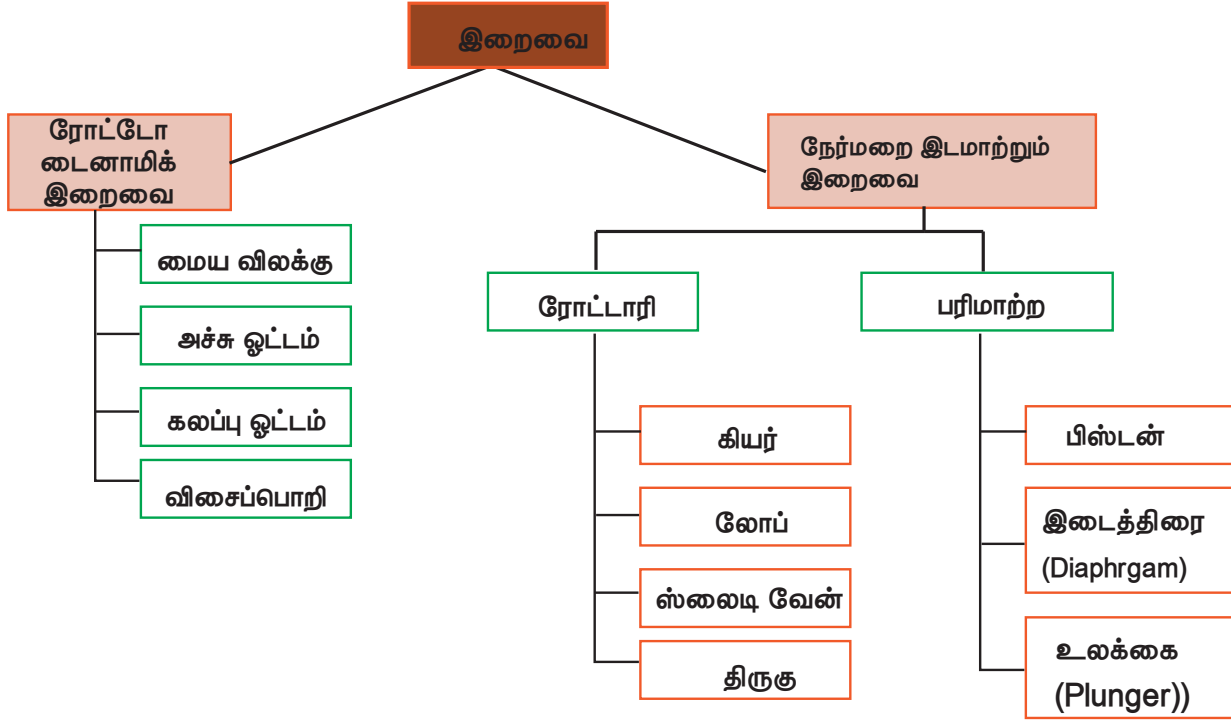 இறைவை
ரோட்டோ
டைனாமிக்
இறைவை
மைய விலக்கு
அச்சு ஓட்டம்
கலப்பு ஓட்டம்
விசைப்பொறி
நேர்மறை இடமாற்றும்
இறைவை
ரோட்டாரி
கியர்
லோப்
ஸ்லைடி வேன்
திருகு
பரிமாற்ற
பிஸ்டன்
இடைத்திரை
(Diaphrgam)
உலக்கை
(Plunger))